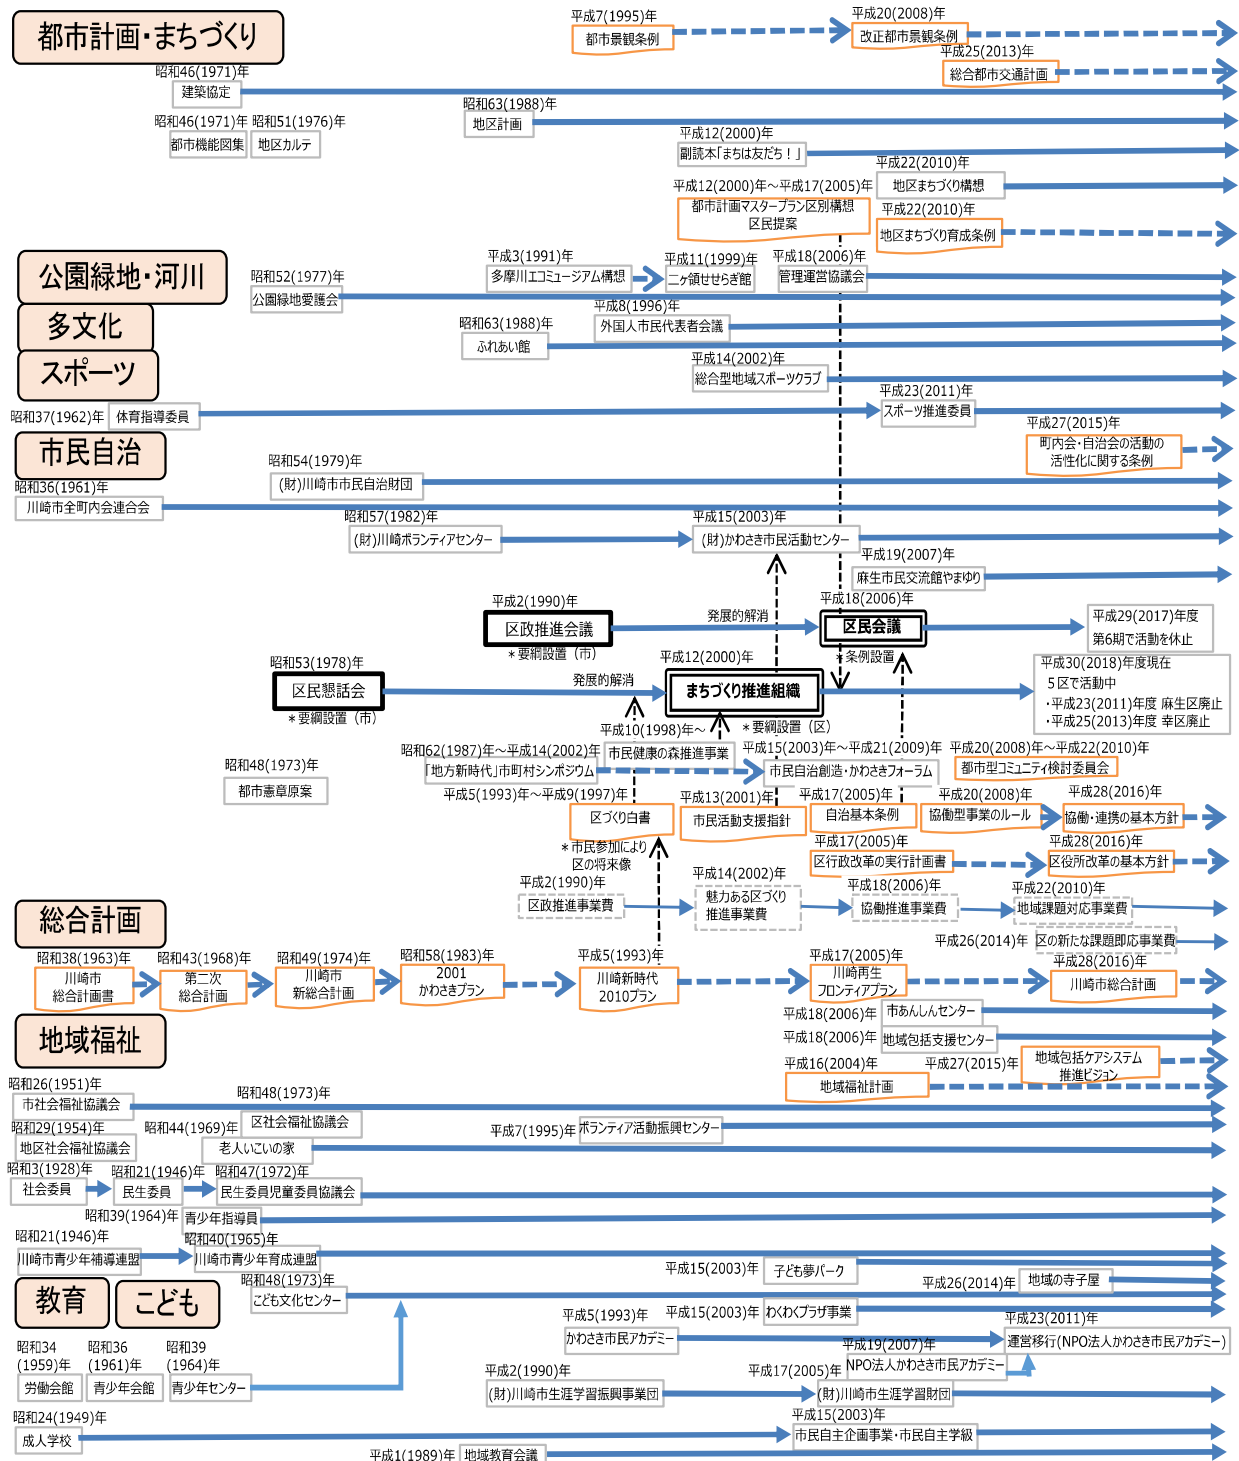 都市計画・まちづくり
平成7(1995)年
都市景観条例
平成20(2008)年
改正都市景観条例
平成25(2013)年
総合都市交通計画
昭和46(1971)年
建築協定
昭和63(1988)年
地区計画
昭和46(1971)年
都市機能図集
昭和51(1976)年
地区カルテ
平成12(2000)年
副読本「まちは友だち！」
平成22(2010)年
地区まちづくり構想
平成12(2000)年～平成17(2005)年
都市計画マスタープラン区別構想
区民提案
平成22(2010)年
地区まちづくり育成条例
公園緑地・河川
昭和52(1977)年
公園緑地愛護会
平成3(1991)年
多摩川エコミュージアム構想
平成11(1999)年
二ヶ領せせらぎ館
平成18(2006)年
管理運営協議会
多文化
平成8(1996)年
外国人市民代表者会議
昭和63(1988)年
ふれあい館
スポーツ
平成14(2002)年
総合型地域スポーツクラブ
昭和37(1962)年
体育指導委員
平成23(2011)年
スポーツ推進委員
市民自治
平成27(2015)年
町内会・自治会の活動の
活性化に関する条例
昭和54(1979)年
(財)川崎市市民自治財団
昭和36(1961)年
川崎市全町内会連合会
昭和57(1982)年
(財)川崎ボランティアセンター
平成15(2003)年
(財)かわさき市民活動センター
平成19(2007)年
麻生市民交流館やまゆり
平成2(1990)年
区政推進会議
＊要綱設置（市）
発展的解消
平成18(2006)年
区民会議
＊条例設置
平成29(2017)年度
第6期で活動を休止
昭和53(1978)年
区民懇話会
＊要綱設置（市）
発展的解消
平成12(2000)年
まちづくり推進組織
＊要綱設置（区）
平成30(2018)年度現在
５区で活動中
・平成23(2011)年度 麻生区廃止
・平成25(2013)年度 幸区廃止
平成10(1998)年～
市民健康の森推進事業
昭和62(1987)年～平成14(2002)年
「地方新時代」市町村シンポジウム
平成15(2003)年～平成21(2009)年
市民自治創造・かわさきフォーラム
平成20(2008)年～平成22(2010)年
都市型コミュニティ検討委員会
昭和48(1973)年
都市憲章原案
平成5(1993)年～平成9(1997)年
区づくり白書
＊市民参加により
区の将来像
平成13(2001)年
市民活動支援指針
平成17(2005)年
自治基本条例
平成20(2008)年
協働型事業のルール
平成28(2016)年
協働・連携の基本方針
平成17(2005)年
区行政改革の実行計画書
平成28(2016)年
区役所改革の基本方針
平成2(1990)年
区政推進事業費
平成14(2002)年
魅力ある区づくり
推進事業費
平成18(2006)年
協働推進事業費
平成22(2010)年
地域課題対応事業費
平成26(2014)年
区の新たな課題即応事業費
総合計画
昭和38(1963)年
川崎市
総合計画書
昭和43(1968)年
第二次
総合計画
昭和49(1974)年
川崎市
新総合計画
昭和58(1983)年
2001
かわさきプラン
平成5(1993)年
川崎新時代
2010プラン
平成17(2005)年
川崎再生
フロンティアプラン
平成28(2016)年
川崎市総合計画
地域福祉
平成18(2006)年
市あんしんセンター
平成18(2006)年
地域包括支援センター
平成16(2004)年
地域福祉計画
平成27(2015)年
地域包括ケアシステム
推進ビジョン
昭和26(1951)年
市社会福祉協議会
昭和48(1973)年
区社会福祉協議会
昭和29(1954)年
地区社会福祉協議会
昭和44(1969)年
老人いこいの家
平成7(1995)年
ボランティア活動振興センター
昭和3(1928)年
社会委員
昭和21(1946)年
民生委員
昭和47(1972)年
民生委員児童委員協議会
昭和39(1964)年
青少年指導員
昭和21(1946)年
川崎市青少年補導連盟
昭和40(1965)年
川崎市青少年育成連盟
教育
こども
昭和48(1973)年
こども文化センター
平成15(2003)年
子ども夢パーク
平成26(2014)年
地域の寺子屋
平成15(2003)年
わくわくプラザ事業
平成5(1993)年
かわさき市民アカデミー
平成23(2011)年
運営移行(NPO法人かわさき市民アカデミー)
平成19(2007)年
NPO法人かわさき市民アカデミー
昭和34
(1959)年
労働会館
昭和36
(1961)年
青少年会館
昭和39
(1964)年
青少年センター
平成2(1990)年
(財)川崎市生涯学習振興事業団
平成17(2005)年
(財)川崎市生涯学習財団
昭和24(1949)年
成人学校
平成15(2003)年
市民自主企画事業・市民自主学級
平成1(1989)年
地域教育会議